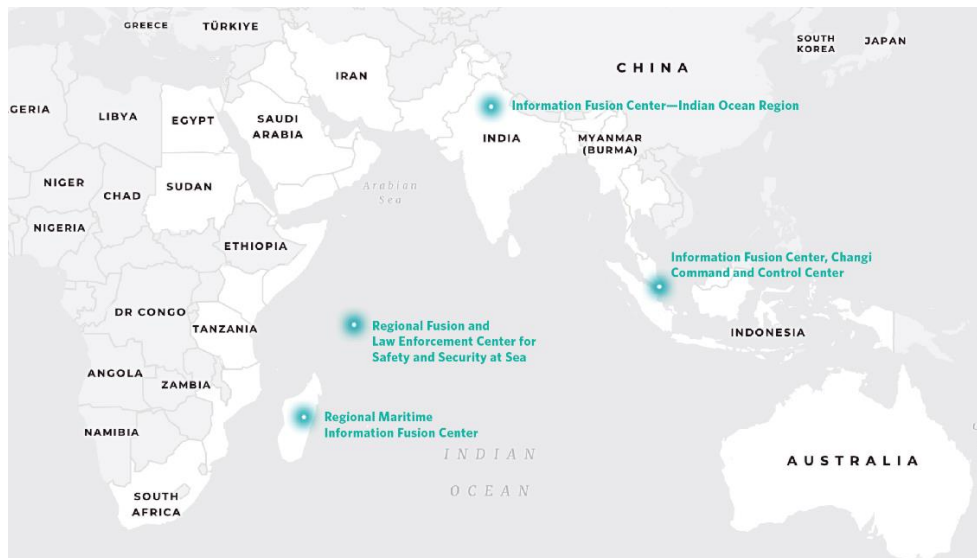 GREECE
TÜRKIYE
SOUTH
KOREA
JAPAN
CHINA
IRAN
GERIA
LIBYA
EGYPT
SAUDI
ARABIA
Information Fusion Center—Indian Ocean Region
INDIA
MYANMAR
(BURMA)
NIGER
CHAD
SUDAN
Arabian
Sea
NIGERIA
ETHIOPIA
Information Fusion Center, Changi
Command and Control Center
DR CONGO
TANZANIA
Regional Fusion and
Law Enforcement Center for
Safety and Security at Sea
INDONESIA
ANGOLA
ZAMBIA
Regional Maritime
Information Fusion Center
NAMIBIA
INDIAN
OCEAN
AUSTRALIA
SOUTH
AFRICA